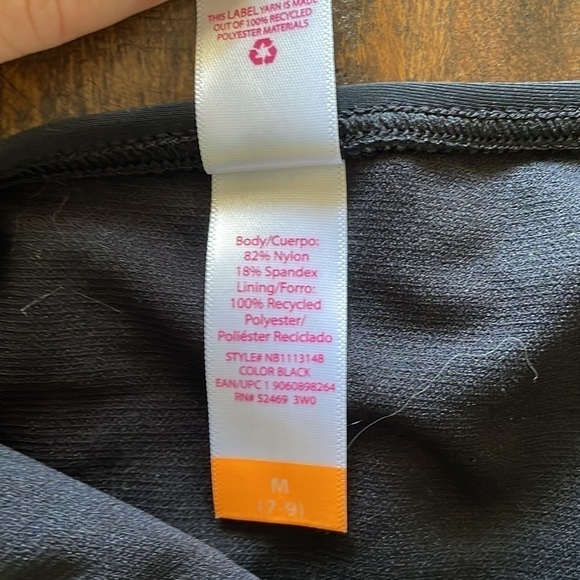 THIS LABEL YARN IS MADE
OUT OF 100% RECYCLED
POLYESTER MATERIALS
Body/Cuerpo:
82% Nylon
18% Spandex
Lining/Forro:
100% Recycled
Polyester/
Poliéster Reciclado
STYLE# NB111314B
COLOR BLACK
EAN/UPC 1 9060898264
RN# 52469 3W0
M
(7-9)